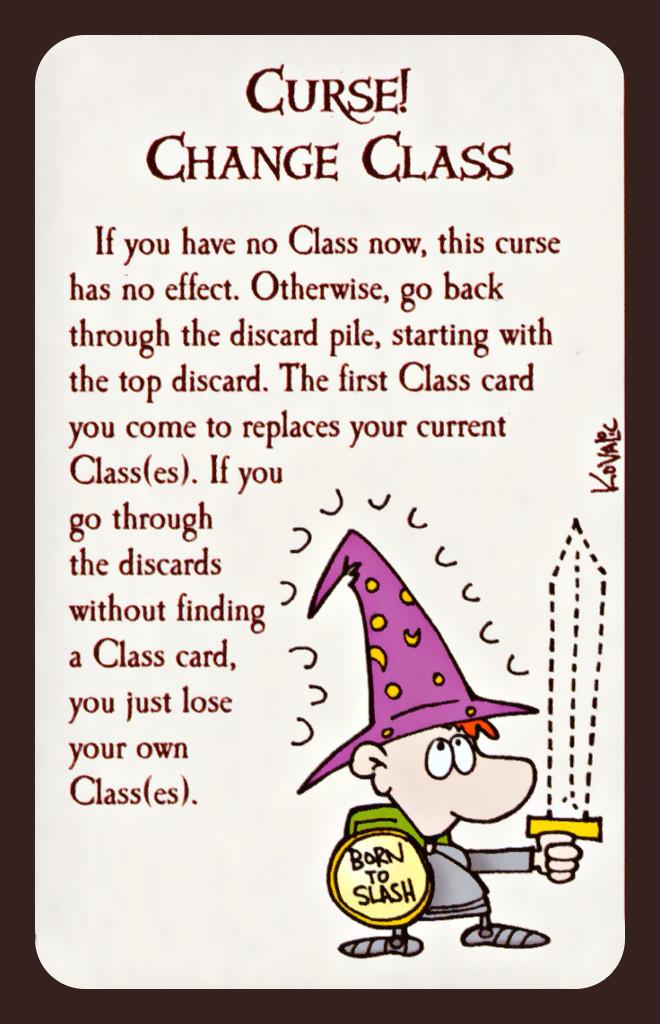 CURSE!
CHANGE CLASS
If you have no Class now, this curse
has no effect. Otherwise, go back
through the discard pile, starting with
the top discard. The first Class card
you come to replaces your current
Class(es). If you
go through
the discards
without finding
a Class card,
you just lose
your own
Class(es).
KOVALIC
BORN
TO
SLASH